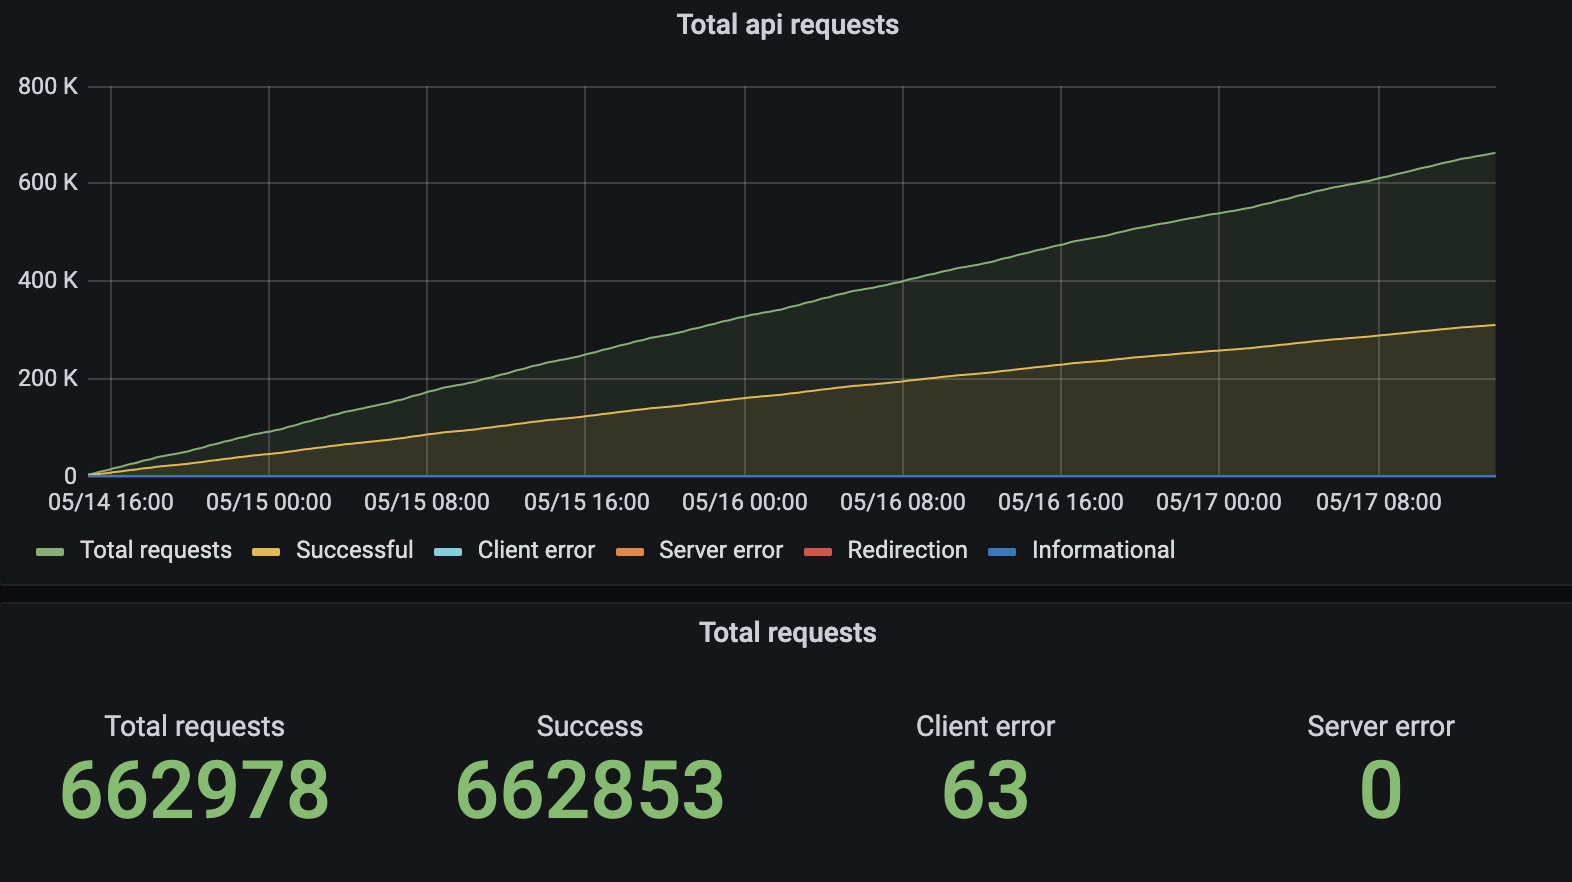 Total api requests
800 K
600 K
400 K
200 K
0
05/14 16:00 05/15 00:00 05/15 08:00 05/15 16:00 05/16 00:00 05/16 08:00 05/16 16:00 05/17 00:00 05/17 08:00
Total requests Successful Client error Server error Redirection Informational
Total requests
Total requests Success Client error Server error
662978 662853 63 0